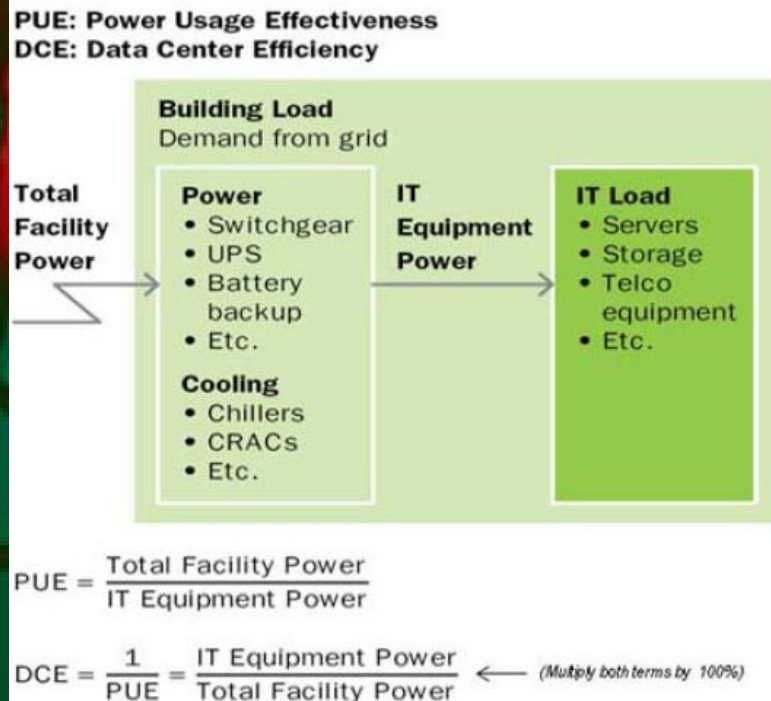 PUE: Power Usage Effectiveness
DCE: Data Center Efficiency
Building Load
Demand from grid
Total
Facility
Power
Power
• Switchgear
• UPS
• Battery
backup
• Etc.
Cooling
• Chillers
• CRACs
• Etc.
IT
Equipment
Power
IT Load
• Servers
• Storage
• Telco
equipment
• Etc.
PUE = Total Facility Power
IT Equipment Power
DCE = 1 = IT Equipment Power ← (Multiply both terms by 100%)
PUE Total Facility Power